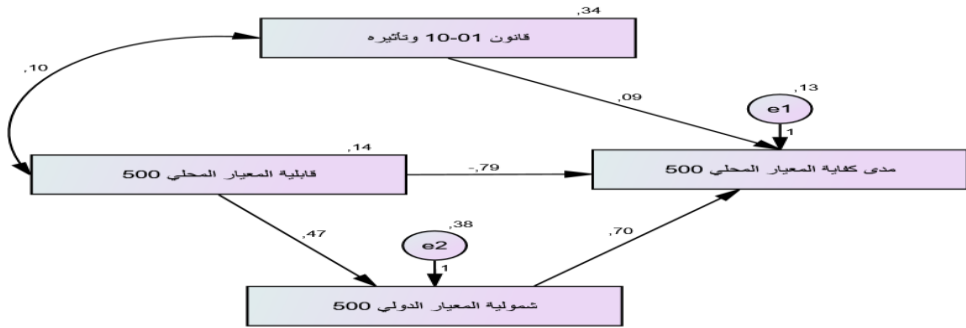 ,34
قانون 01-10 وتأثيره
,10
,13
e1
,09
1
,14
قابلية المعيار المحلي 500
-,79
مدى كفاية المعيار المحلي 500
,47
,38
e2
,70
1
شمولية المعيار الدولي 500